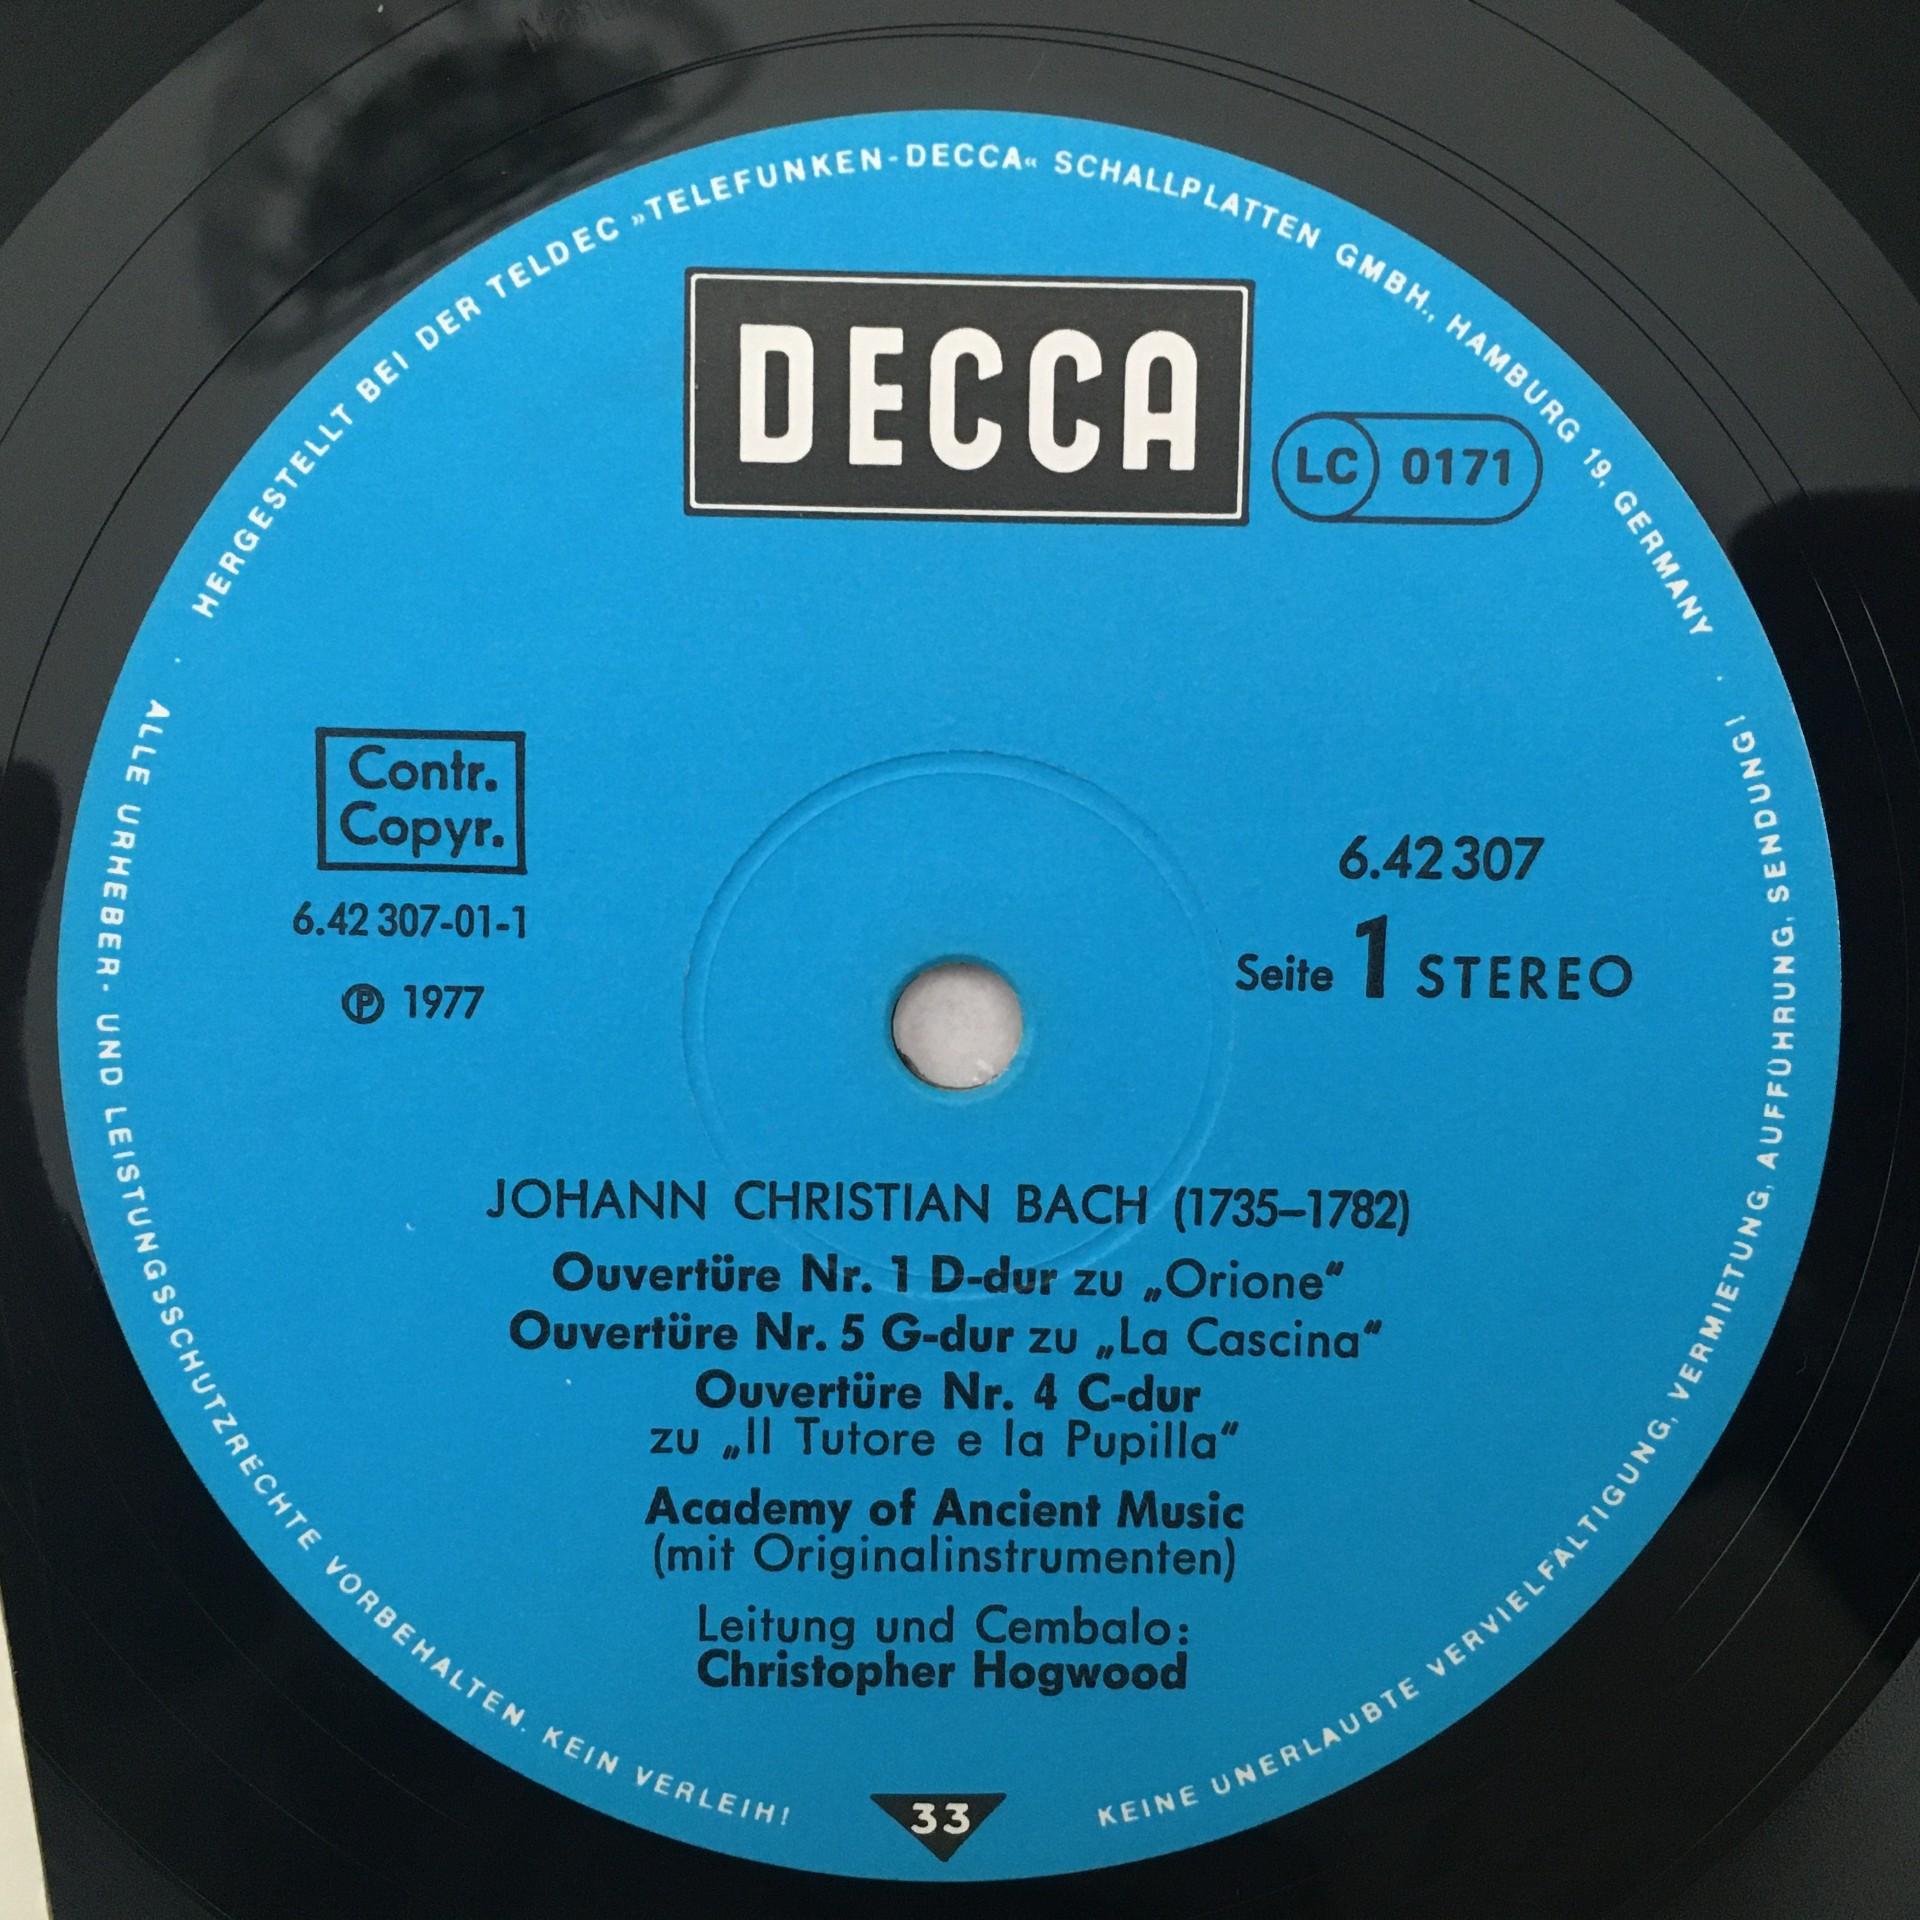 HERGESTELLT BEI DER TELDEC »TELEFUNKEN-DECCA« SCHALLPLATTEN GMBH., HAMBURG 19, GERMANY ·
DECCA
LC 0171
Contr.
Copyr.
6.42 307-01-1
Ⓟ 1977
6.42 307
Seite 1 STEREO
JOHANN CHRISTIAN BACH (1735–1782)
Ouvertüre Nr. 1 D-dur zu „Orione“
Ouvertüre Nr. 5 G-dur zu „La Cascina“
Ouvertüre Nr. 4 C-dur
zu „Il Tutore e la Pupilla“
Academy of Ancient Music
(mit Originalinstrumenten)
Leitung und Cembalo:
Christopher Hogwood
33
· ALLE URHEBER- UND LEISTUNGSSCHUTZRECHTE VORBEHALTEN. KEIN VERLEIH!
KEINE UNERLAUBTE VERVIELFÄLTIGUNG, VERMIETUNG, AUFFÜHRUNG, SENDUNG!